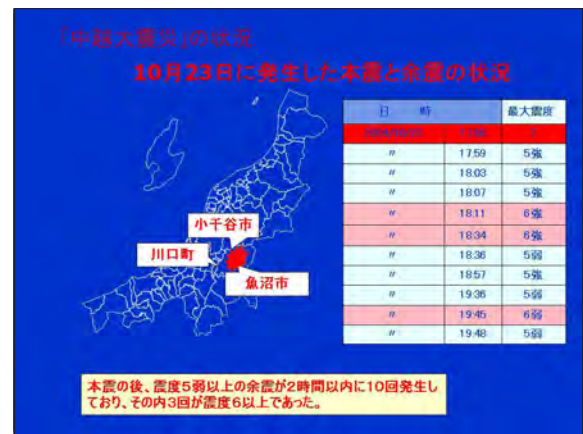 「中越大震災」の状況
10月23日に発生した本震と余震の状況
日 時 最大震度
2004/10/23 17:56 7
〃 17:59 5強
〃 18:03 5強
〃 18:07 5強
〃 18:11 6強
〃 18:34 6強
〃 18:36 5弱
〃 18:57 5強
〃 19:36 5弱
〃 19:45 6弱
〃 19:48 5弱
小千谷市
川口町
魚沼市
本震の後、震度5弱以上の余震が2時間以内に10回発生し
ており、その内3回が震度6以上であった。